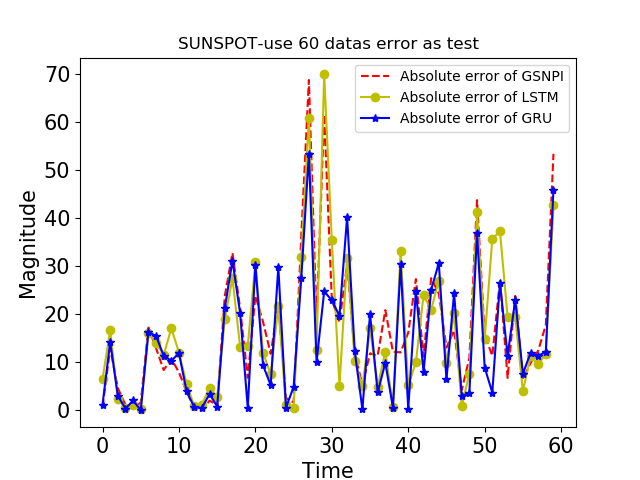 SUNSPOT-use 60 datas error as test
Absolute error of GSNPI
Absolute error of LSTM
Absolute error of GRU
Magnitude
70
60
50
40
30
20
10
0
0 10 20 30 40 50 60
Time